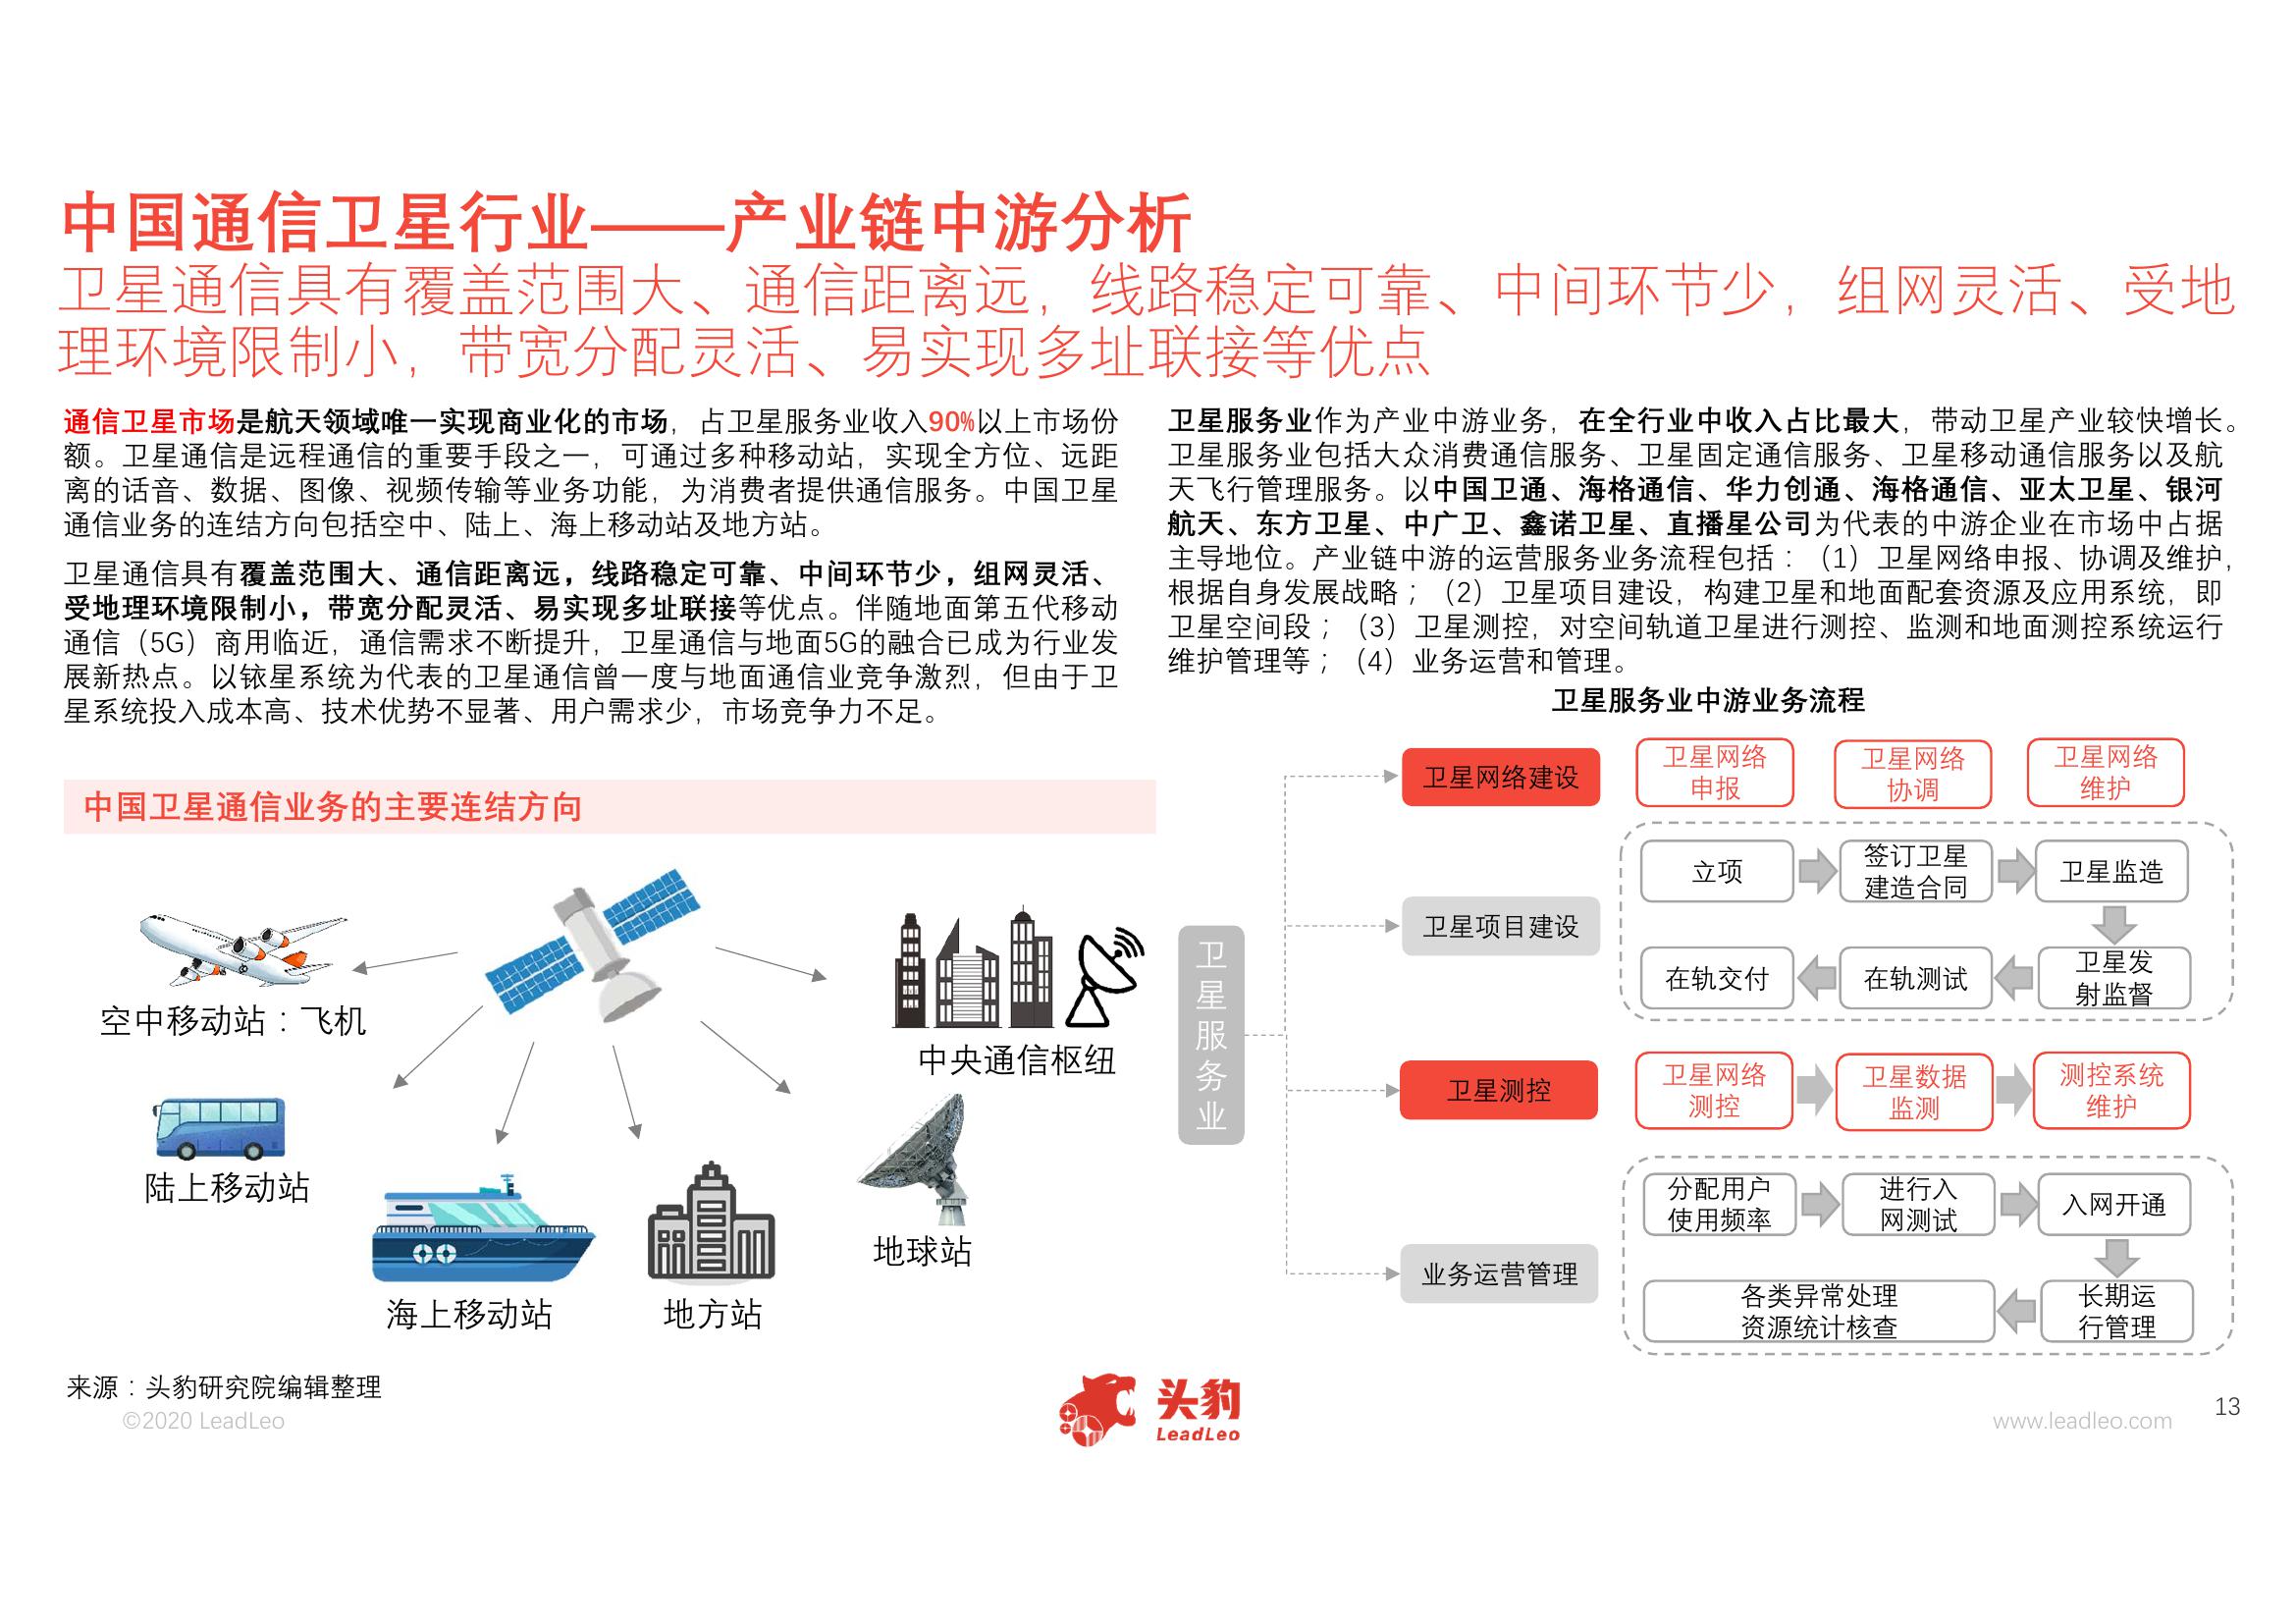 中国通信卫星行业——产业链中游分析
卫星通信具有覆盖范围大、通信距离远，线路稳定可靠、中间环节少，组网灵活、受地
理环境限制小，带宽分配灵活、易实现多址联接等优点
通信卫星市场是航天领域唯一实现商业化的市场，占卫星服务业收入90%以上市场份
额。卫星通信是远程通信的重要手段之一，可通过多种移动站，实现全方位、远距
离的话音、数据、图像、视频传输等业务功能，为消费者提供通信服务。中国卫星
通信业务的连结方向包括空中、陆上、海上移动站及地方站。
卫星通信具有覆盖范围大、通信距离远，线路稳定可靠、中间环节少，组网灵活、
受地理环境限制小，带宽分配灵活、易实现多址联接等优点。伴随地面第五代移动
通信（5G）商用临近，通信需求不断提升，卫星通信与地面5G的融合已成为行业发
展新热点。以铱星系统为代表的卫星通信曾一度与地面通信业竞争激烈，但由于卫
星系统投入成本高、技术优势不显著、用户需求少，市场竞争力不足。
中国卫星通信业务的主要连结方向
空中移动站：飞机
中央通信枢纽
陆上移动站
地球站
海上移动站
地方站
卫星服务业作为产业中游业务，在全行业中收入占比最大，带动卫星产业较快增长。
卫星服务业包括大众消费通信服务、卫星固定通信服务、卫星移动通信服务以及航
天飞行管理服务。以中国卫通、海格通信、华力创通、海格通信、亚太卫星、银河
航天、东方卫星、中广卫、鑫诺卫星、直播星公司为代表的中游企业在市场中占据
主导地位。产业链中游的运营服务业务流程包括：（1）卫星网络申报、协调及维护，
根据自身发展战略；（2）卫星项目建设，构建卫星和地面配套资源及应用系统，即
卫星空间段；（3）卫星测控，对空间轨道卫星进行测控、监测和地面测控系统运行
维护管理等；（4）业务运营和管理。
卫星服务业中游业务流程
卫星服务业
卫星网络建设
卫星网络
申报
卫星网络
协调
卫星网络
维护
卫星项目建设
立项
签订卫星
建造合同
卫星监造
卫星发
射监督
在轨测试
在轨交付
卫星测控
卫星网络
测控
卫星数据
监测
测控系统
维护
业务运营管理
分配用户
使用频率
进行入
网测试
入网开通
长期运
行管理
各类异常处理
资源统计核查
来源：头豹研究院编辑整理
©2020 LeadLeo
头豹
LeadLeo
www.leadleo.com
13